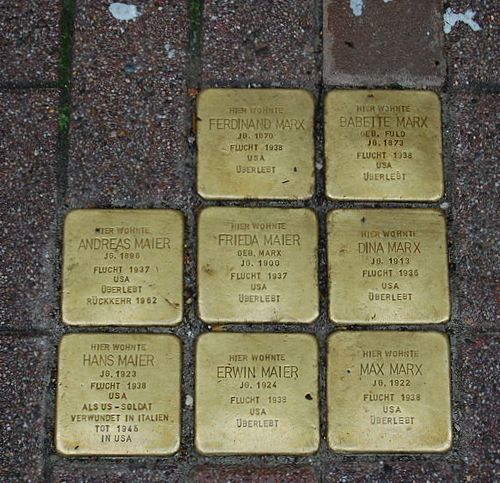 HIER WOHNTE
FERDINAND MARX
JG. 1870
FLUCHT 1938
USA
ÜBERLEBT
HIER WOHNTE
BABETTE MARX
GEB. FULD
JG. 1873
FLUCHT 1938
USA
ÜBERLEBT
HIER WOHNTE
ANDREAS MAIER
JG. 1896
FLUCHT 1937
USA
ÜBERLEBT
RÜCKKEHR 1962
HIER WOHNTE
FRIEDA MAIER
GEB. MARX
JG. 1900
FLUCHT 1937
USA
ÜBERLEBT
HIER WOHNTE
DINA MARX
JG. 1913
FLUCHT 1936
USA
ÜBERLEBT
HIER WOHNTE
HANS MAIER
JG. 1923
FLUCHT 1938
USA
ALS US-SOLDAT
VERWUNDET IN ITALIEN
TOT 1945
IN USA
HIER WOHNTE
ERWIN MAIER
JG. 1924
FLUCHT 1938
USA
ÜBERLEBT
HIER WOHNTE
MAX MARX
JG. 1922
FLUCHT 1938
USA
ÜBERLEBT